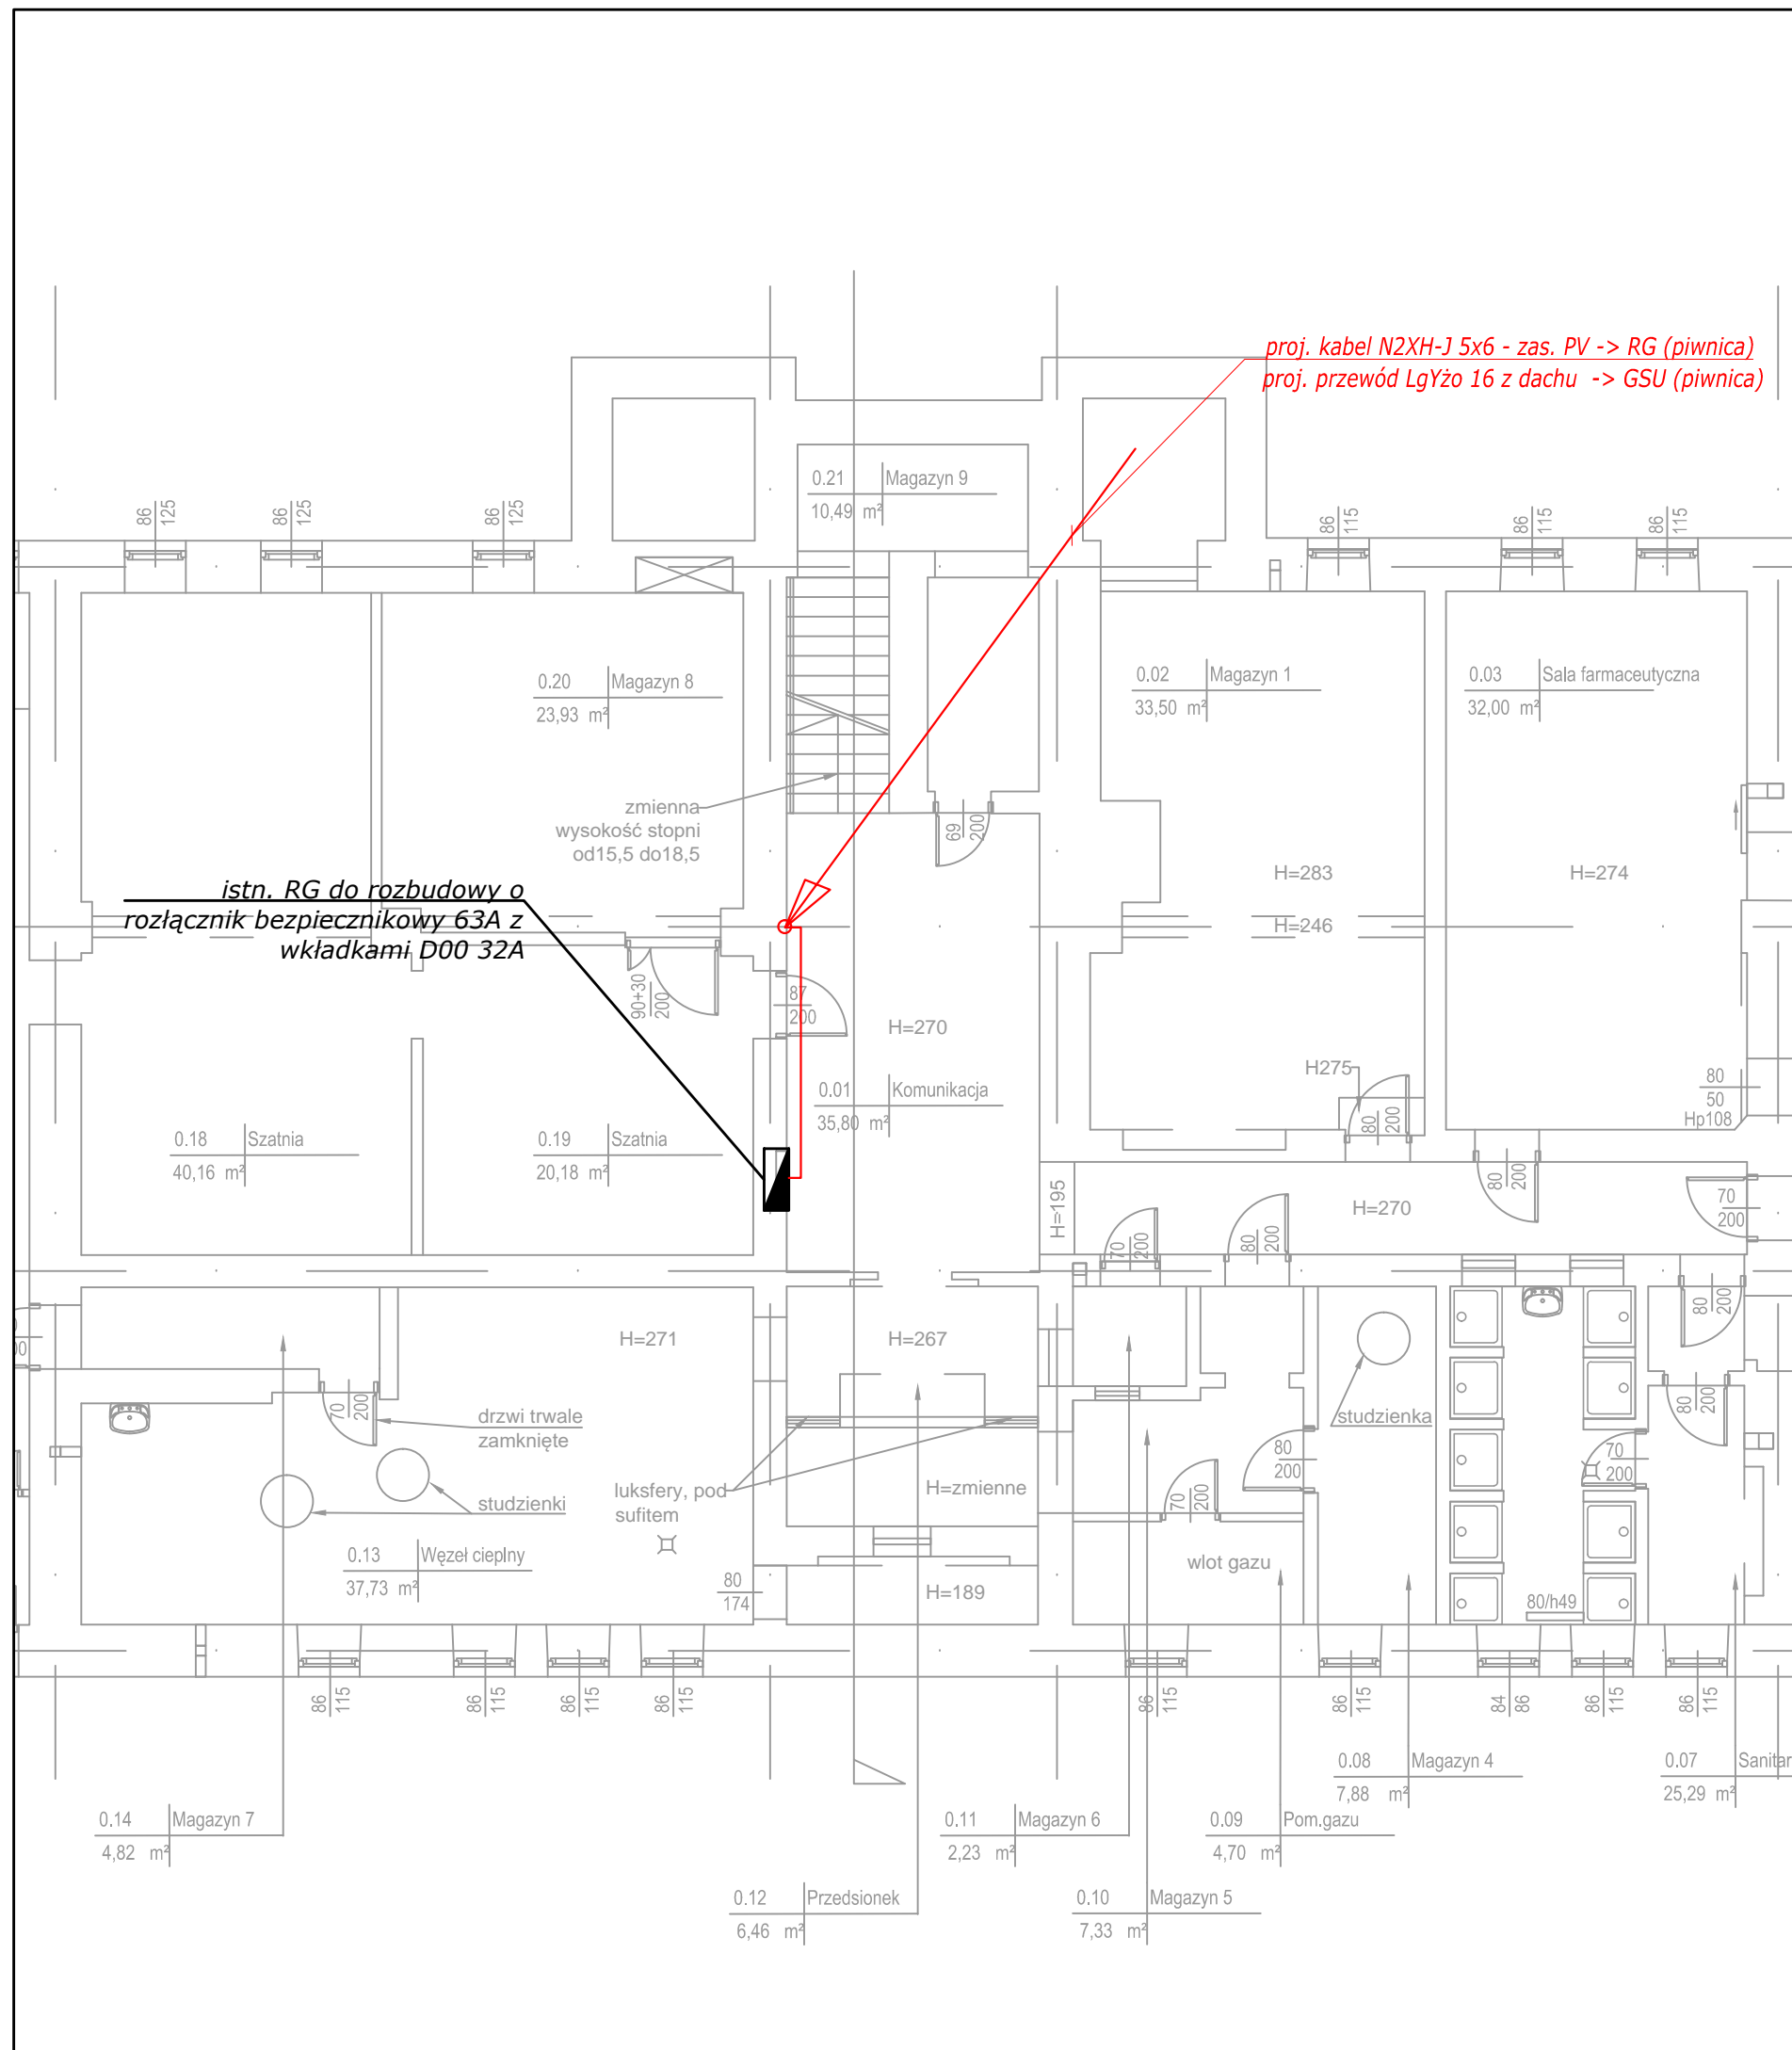 proj. kabel N2XH-J 5x6 - zas. PV -> RG (piwnica)
proj. przewód LgYżo 16 z dachu -> GSU (piwnica)
0.21 Magazyn 9
10,49 m²
86
125
86
125
86
125
86
115
86
115
86
115
0.20 Magazyn 8
23,93 m²
0.02 Magazyn 1
33,50 m²
0.03 Sala farmaceutyczna
32,00 m²
zmienna
wysokość stopni
od15,5 do18,5
69
200
H=283
H=274
istn. RG do rozbudowy o
rozłącznik bezpiecznikowy 63A z
wkładkami D00 32A
H=246
90+30
200
87
200
H=270
H275
80
50
Hp108
0.01 Komunikacja
35,80 m²
80
200
0.18 Szatnia
40,16 m²
0.19 Szatnia
20,18 m²
80
200
H=195
H=270
70
200
70
200
80
200
80
200
H=271
H=267
70
200
drzwi trwale
zamknięte
studzienka
80
200
80
200
70
200
luksfery, pod
sufitem
H=zmienne
studzienki
70
200
0.13 Węzeł cieplny
37,73 m²
wlot gazu
80
174
H=189
80/h49
86
115
86
115
86
115
86
115
86
115
86
115
84
86
86
115
86
115
0.08 Magazyn 4
7,88 m²
0.07 Sanitar
25,29 m²
0.14 Magazyn 7
4,82 m²
0.11 Magazyn 6
2,23 m²
0.09 Pom.gazu
4,70 m²
0.12 Przedsionek
6,46 m²
0.10 Magazyn 5
7,33 m²